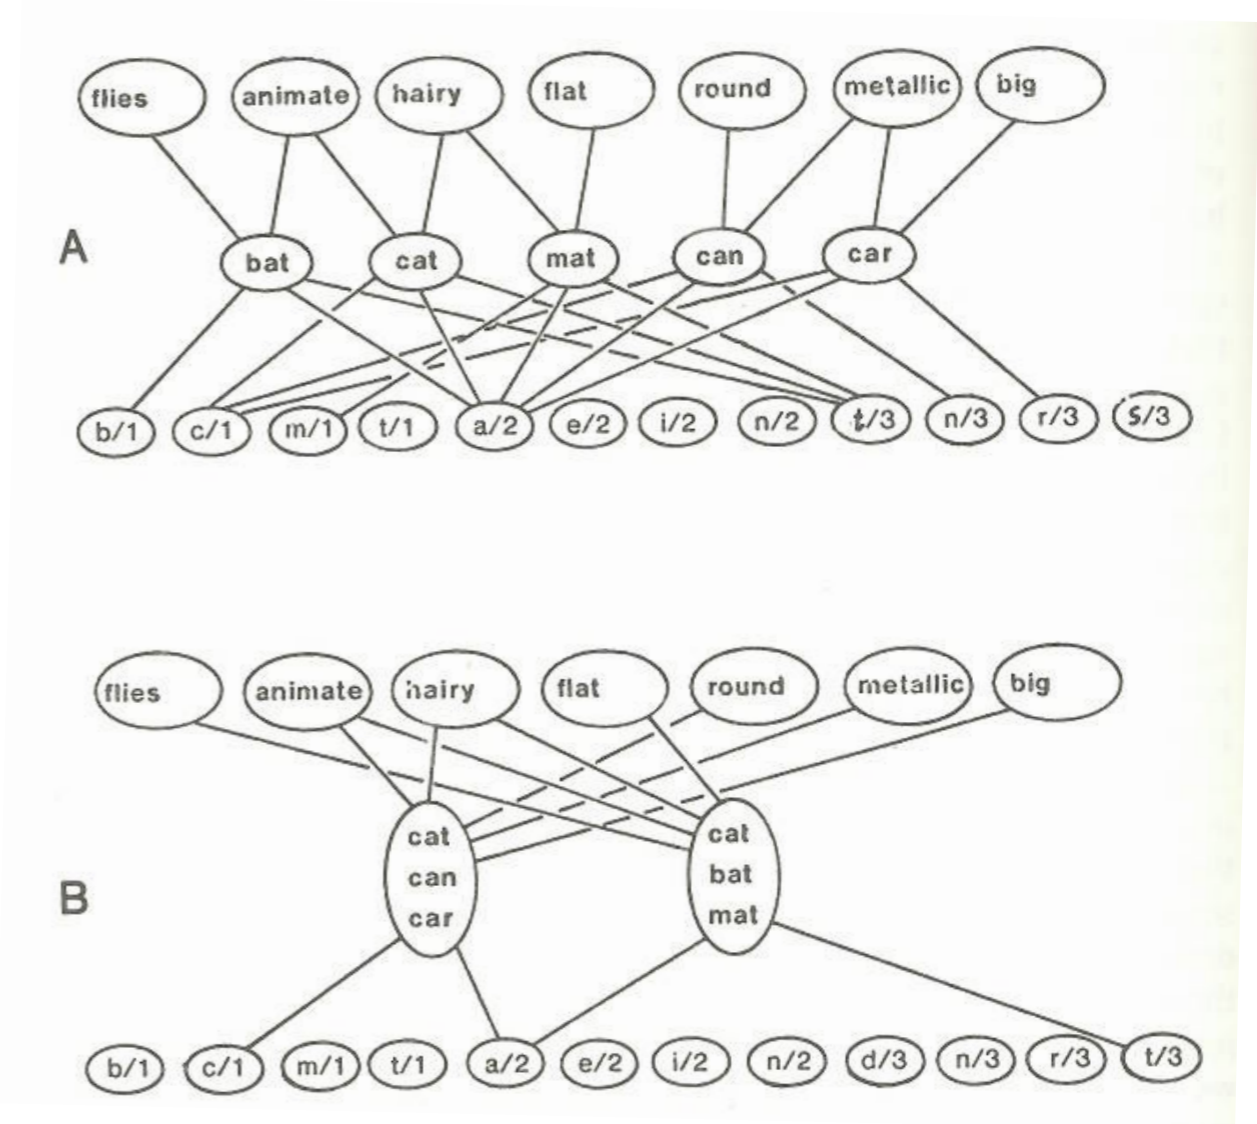 flies animate hairy flat round metallic big
A
bat cat mat can car
b/1 c/1 m/1 t/1 a/2 e/2 i/2 n/2 t/3 n/3 r/3 s/3
flies animate hairy flat round metallic big
B
cat
can
car
cat
bat
mat
b/1 c/1 m/1 t/1 a/2 e/2 i/2 n/2 d/3 n/3 r/3 t/3